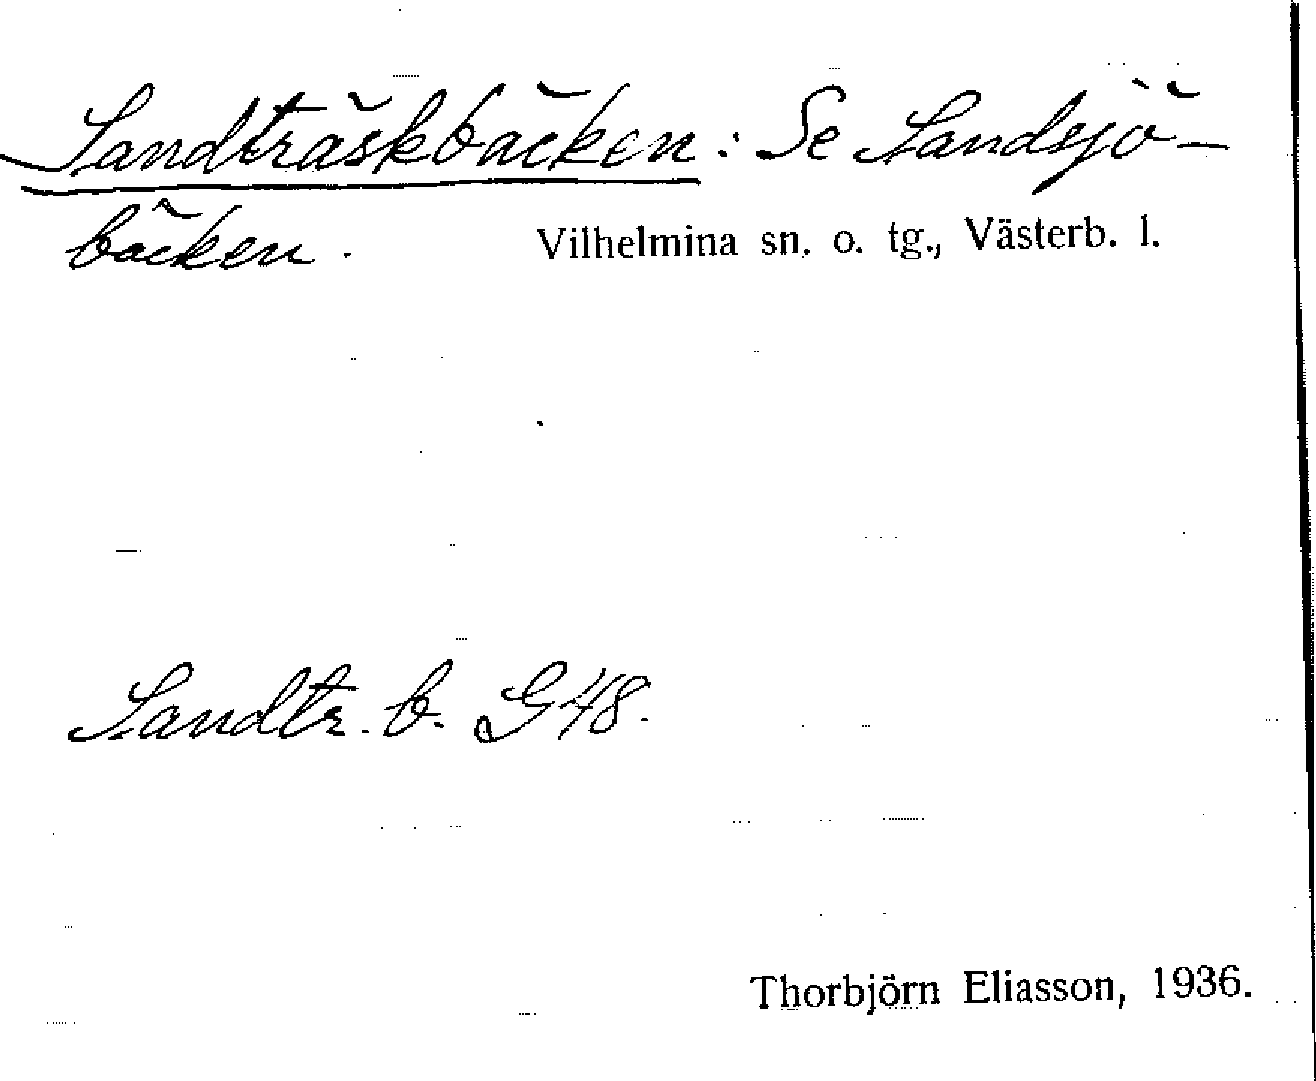 Sandträskbäcken: Se Sandsjö-
bäcken. Vilhelmina sn. o. tg., Västerb. l.
Sandtr. b. G48.
Thorbjörn Eliasson, 1936.